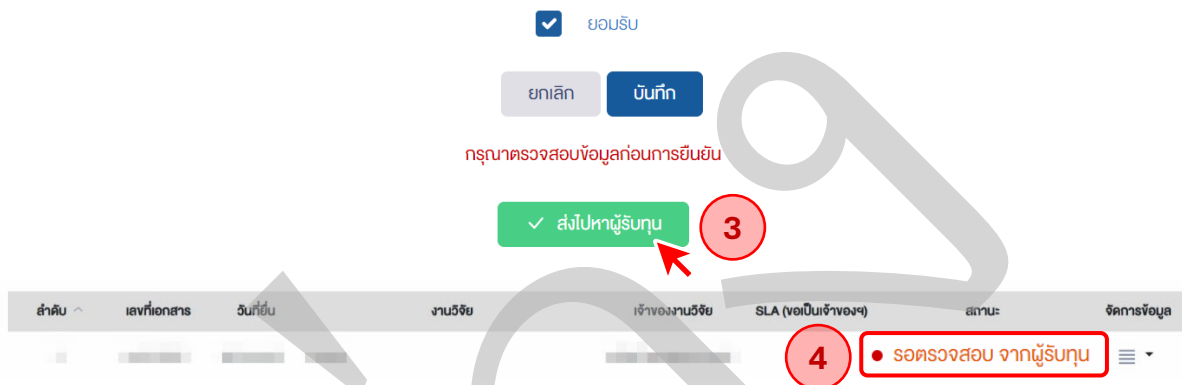 ยอมรับ
ยกเลิก บันทึก
กรุณาตรวจสอบข้อมูลก่อนการยืนยัน
ส่งไปหาผู้รับทุน 3
ลำดับ เลขที่เอกสาร วันที่ยื่น งานวิจัย เจ้าของงานวิจัย SLA (ขอเป็นเจ้าของฯ) สถานะ จัดการข้อมูล
4 รอตรวจสอบ จากผู้รับทุน